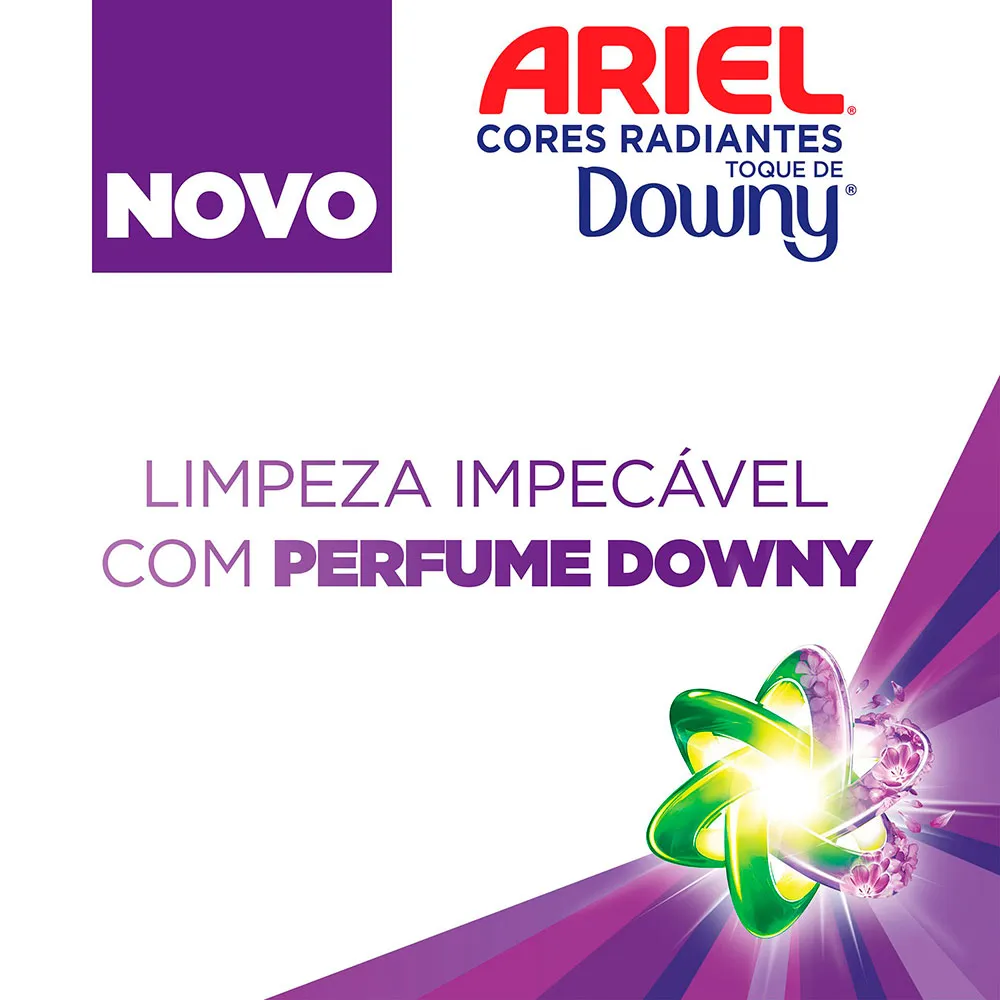 NOVO
ARIEL®
CORES RADIANTES
TOQUE DE
Downy®
LIMPEZA IMPECÁVEL
COM PERFUME DOWNY